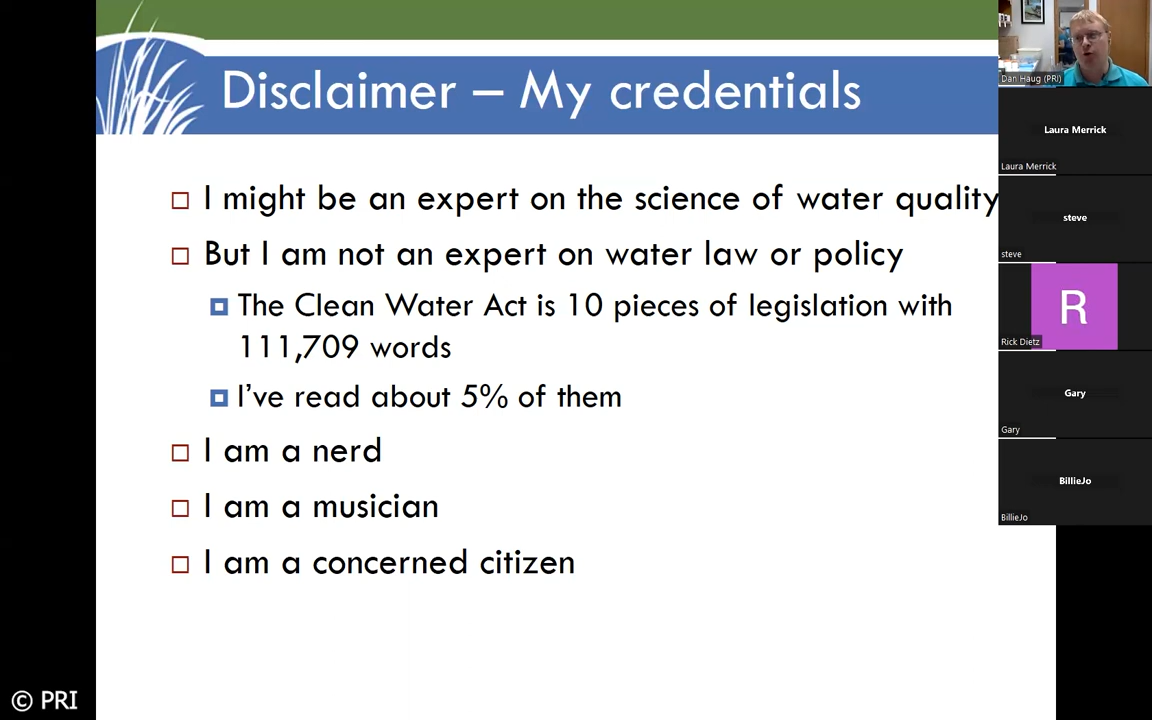 Disclaimer – My credentials
I might be an expert on the science of water quality
But I am not an expert on water law or policy
The Clean Water Act is 10 pieces of legislation with
111,709 words
I've read about 5% of them
I am a nerd
I am a musician
I am a concerned citizen
© PRI
Dan Haug (PRI)
Laura Merrick
Laura Merrick
steve
steve
R
Rick Dietz
Gary
Gary
BillieJo
BillieJo